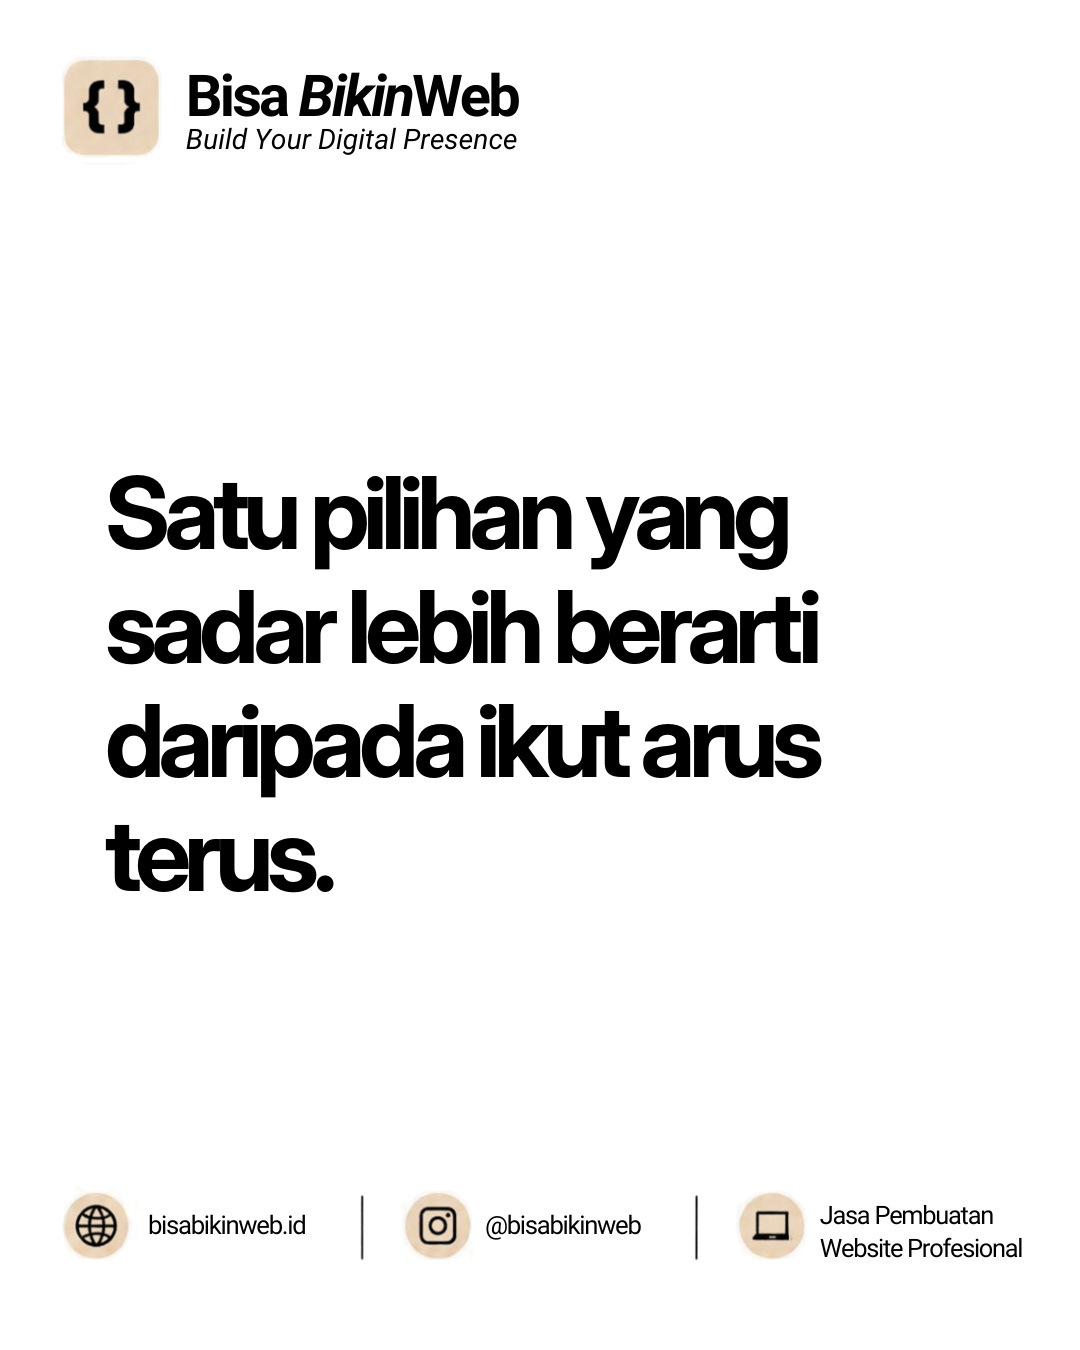 { }
Bisa BikinWeb
Build Your Digital Presence
Satu pilihan yang
sadar lebih berarti
daripada ikut arus
terus.
bisabikinweb.id
@bisabikinweb
Jasa Pembuatan
Website Profesional